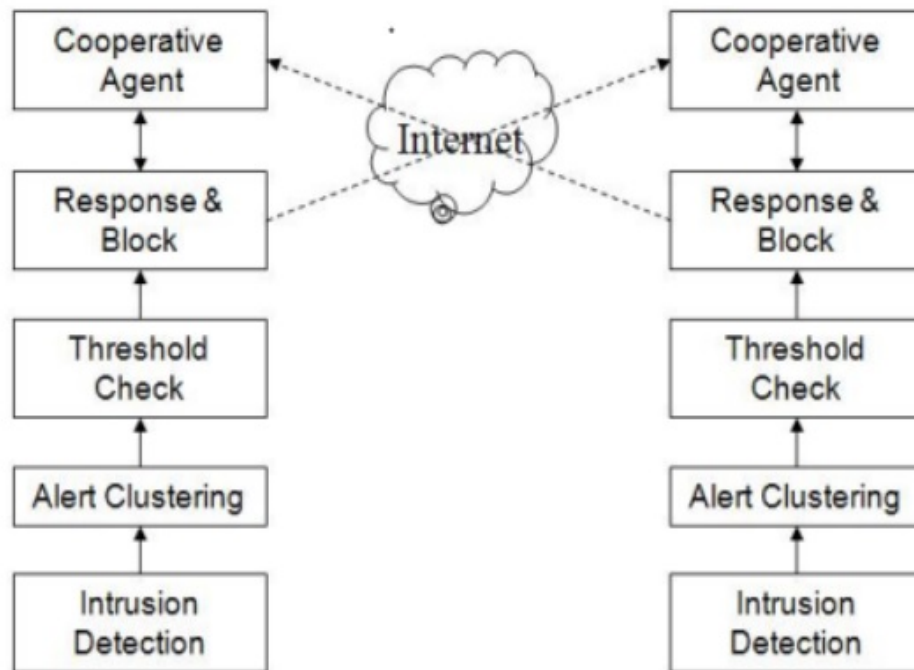 Cooperative
Agent
Internet
Cooperative
Agent
Response &
Block
Response &
Block
Threshold
Check
Threshold
Check
Alert Clustering
Alert Clustering
Intrusion
Detection
Intrusion
Detection